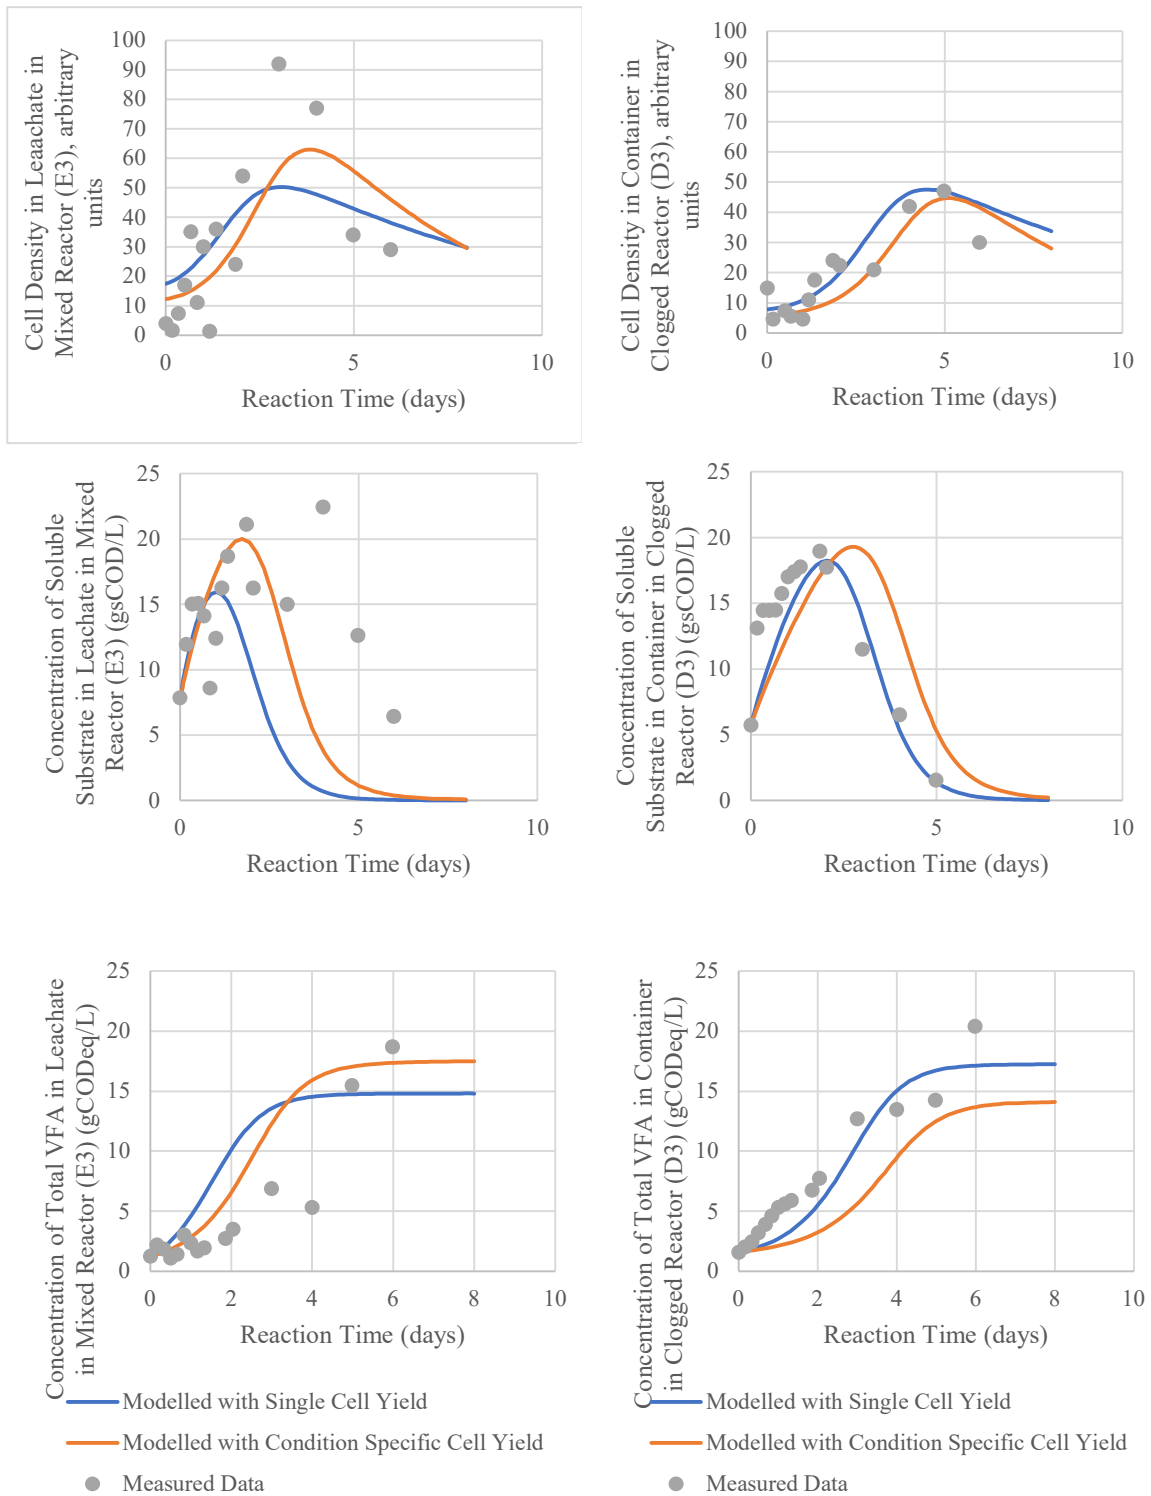 Cell Density in Leaachate in
Mixed Reactor (E3), arbitrary
units
100
90
80
70
60
50
40
30
20
10
0
0 5 10
Reaction Time (days)
Cell Density in Container in
Clogged Reactor (D3), arbitrary
units
100
90
80
70
60
50
40
30
20
10
0
0 5 10
Reaction Time (days)
Concentration of Soluble
Substrate in Leachate in Mixed
Reactor (E3) (gsCOD/L)
25
20
15
10
5
0
0 5 10
Reaction Time (days)
Concentration of Soluble
Substrate in Container in Clogged
Reactor (D3) (gsCOD/L)
25
20
15
10
5
0
0 5 10
Reaction Time (days)
Concentration of Total VFA in Leachate
in Mixed Reactor (E3) (gCODeq/L)
25
20
15
10
5
0
0 2 4 6 8 10
Reaction Time (days)
Modelled with Single Cell Yield
Modelled with Condition Specific Cell Yield
Measured Data
Concentration of Total VFA in Container
in Clogged Reactor (D3) (gCODeq/L)
25
20
15
10
5
0
0 2 4 6 8 10
Reaction Time (days)
Modelled with Single Cell Yield
Modelled with Condition Specific Cell Yield
Measured Data